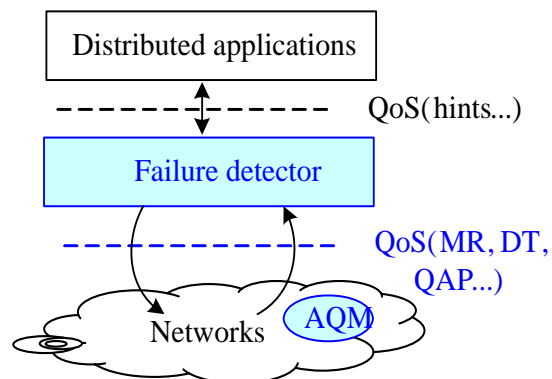 Distributed applications
QoS(hints...)
Failure detector
QoS(MR, DT,
QAP...)
Networks
AQM